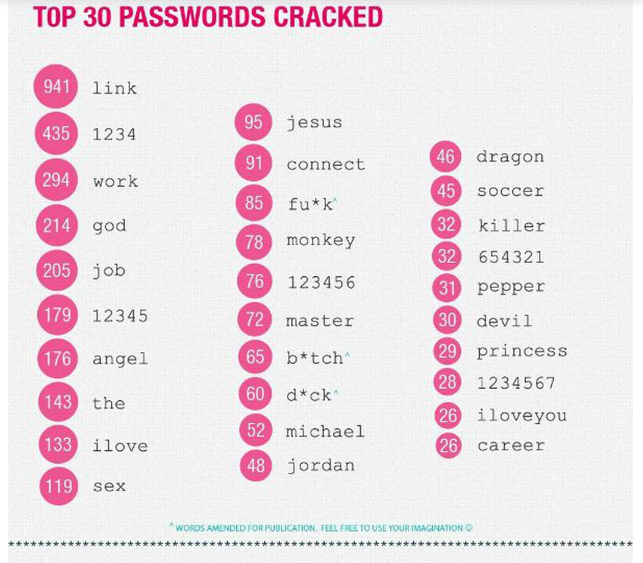 TOP 30 PASSWORDS CRACKED
941 link
435 1234
294 work
214 god
205 job
179 12345
176 angel
143 the
133 ilove
119 sex
95 jesus
91 connect
85 fu*k^
78 monkey
76 123456
72 master
65 b*tch^
60 d*ck^
52 michael
48 jordan
46 dragon
45 soccer
32 killer
32 654321
31 pepper
30 devil
29 princess
28 1234567
26 iloveyou
26 career
^ WORDS AMENDED FOR PUBLICATION. FEEL FREE TO USE YOUR IMAGINATION ☺